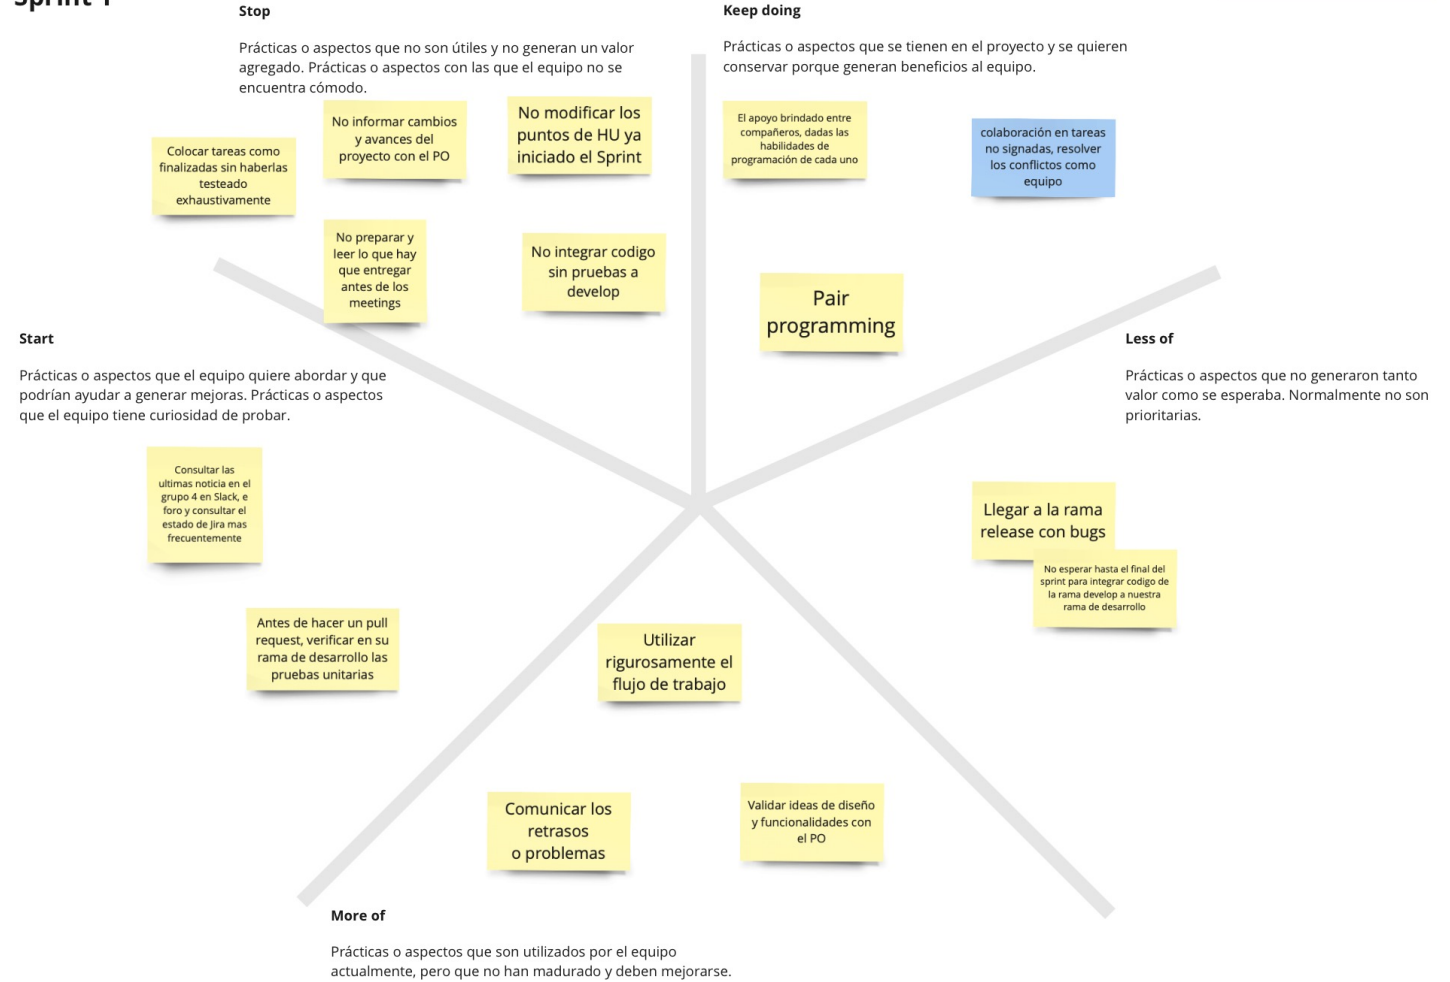 Sprint 1
Stop
Prácticas o aspectos que no son útiles y no generan un valor
agregado. Prácticas o aspectos con las que el equipo no se
encuentra cómodo.
Colocar tareas como
finalizadas sin haberlas
testeado
exhaustivamente
No informar cambios
y avances del
proyecto con el PO
No modificar los
puntos de HU ya
iniciado el Sprint
No preparar y
leer lo que hay
que entregar
antes de los
meetings
No integrar codigo
sin pruebas a
develop
Keep doing
Prácticas o aspectos que se tienen en el proyecto y se quieren
conservar porque generan beneficios al equipo.
El apoyo brindado entre
compañeros, dadas las
habilidades de
programación de cada uno
colaboración en tareas
no signadas, resolver
los conflictos como
equipo
Pair
programming
Start
Prácticas o aspectos que el equipo quiere abordar y que
podrían ayudar a generar mejoras. Prácticas o aspectos
que el equipo tiene curiosidad de probar.
Consultar las
ultimas noticia en el
grupo 4 en Slack, e
foro y consultar el
estado de Jira mas
frecuentemente
Antes de hacer un pull
request, verificar en su
rama de desarrollo las
pruebas unitarias
Less of
Prácticas o aspectos que no generaron tanto
valor como se esperaba. Normalmente no son
prioritarias.
Llegar a la rama
release con bugs
No esperar hasta el final del
sprint para integrar codigo de
la rama develop a nuestra
rama de desarrollo
Utilizar
rigurosamente el
flujo de trabajo
Comunicar los
retrasos
o problemas
Validar ideas de diseño
y funcionalidades con
el PO
More of
Prácticas o aspectos que son utilizados por el equipo
actualmente, pero que no han madurado y deben mejorarse.